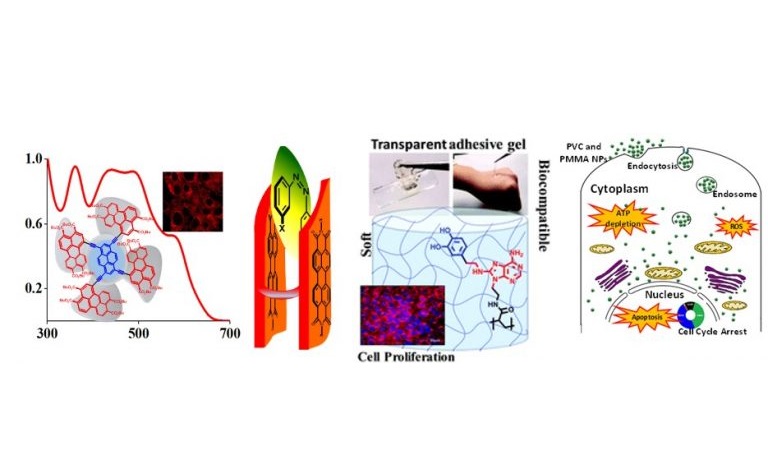 1.0
0.6
0.2
300
500
700
N
N
X
Transparent adhesive gel
Soft
Biocompatible
HO
HO
NH₂
HN
N
N
N
N
NH
O
Cell Proliferation
PVC and
PMMA NPs
Endocytosis
Endosome
Cytoplasm
ATP
depletion
ROS
Nucleus
Apoptosis
Cell Cycle Arrest